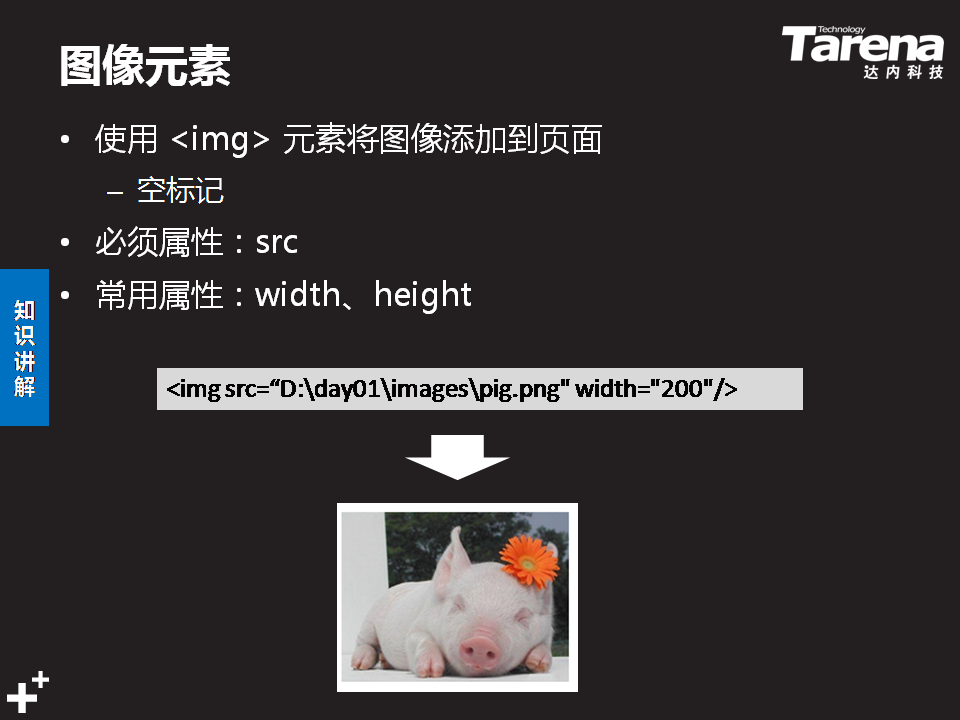 图像元素
Technology
Tarena
达内科技
• 使用 <img> 元素将图像添加到页面
– 空标记
• 必须属性：src
• 常用属性：width、height
知识讲解
<img src=“D:\day01\images\pig.png" width="200"/>